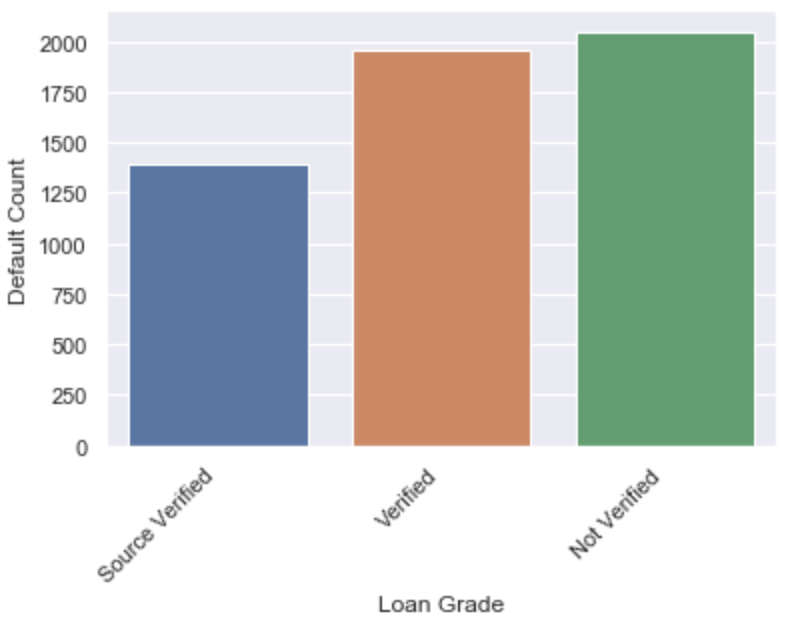 Default Count
2000
1750
1500
1250
1000
750
500
250
0
Source Verified
Verified
Not Verified
Loan Grade